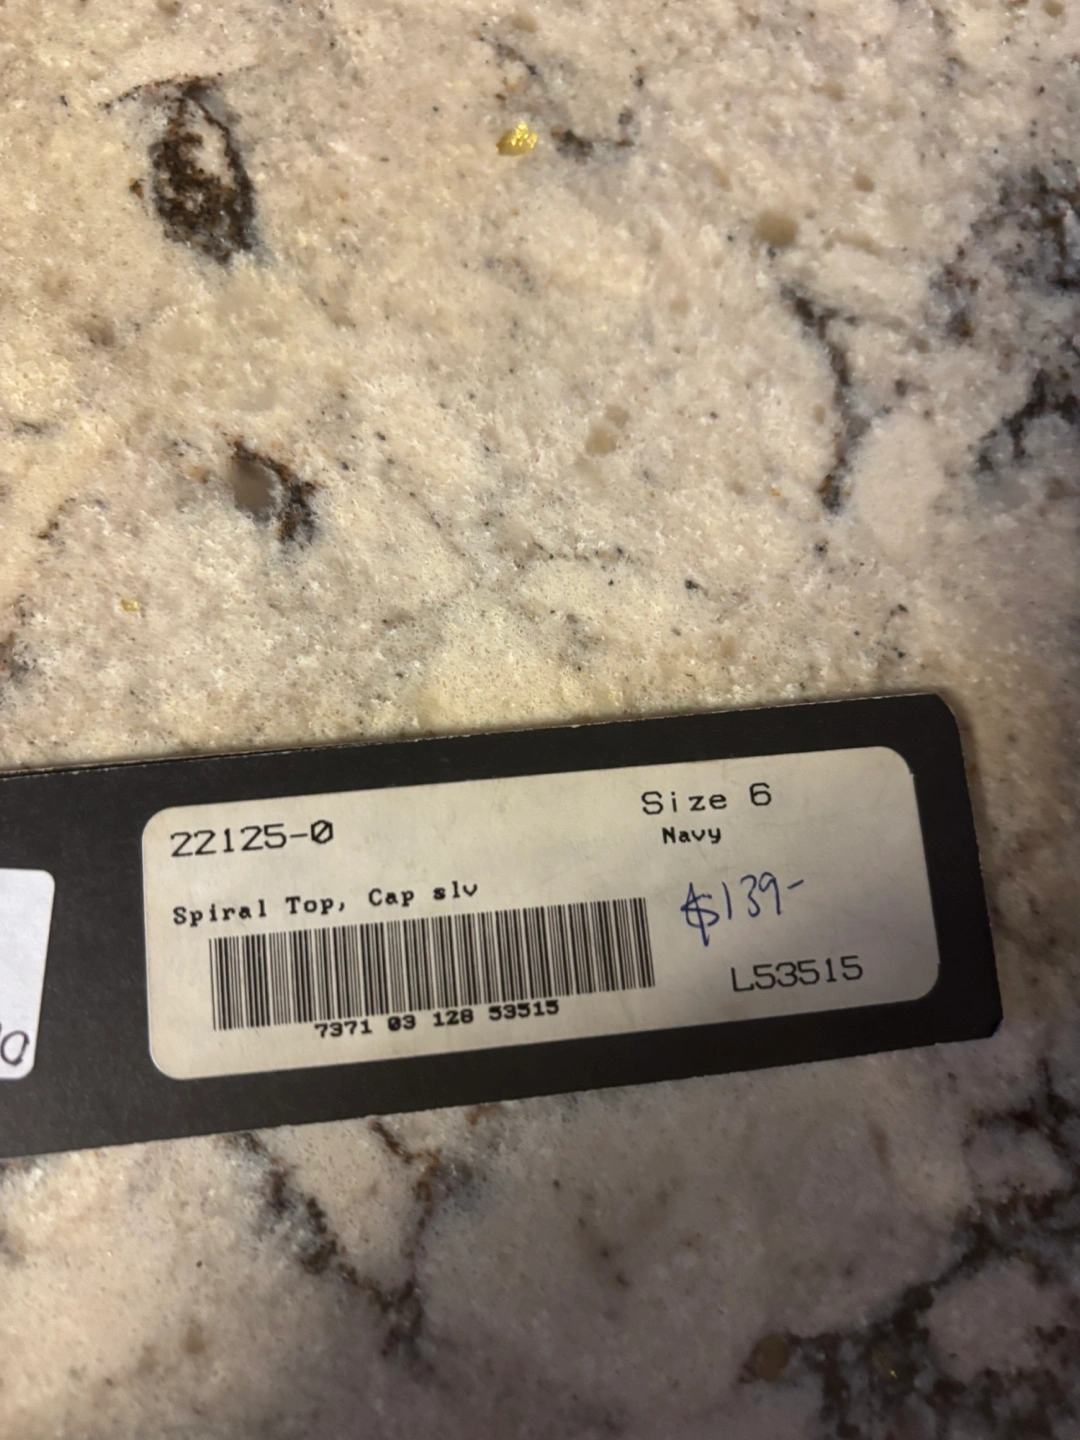 22125-0
Size 6
Navy
Spiral Top, Cap slv
$139-
7371 03 128 53515
L53515